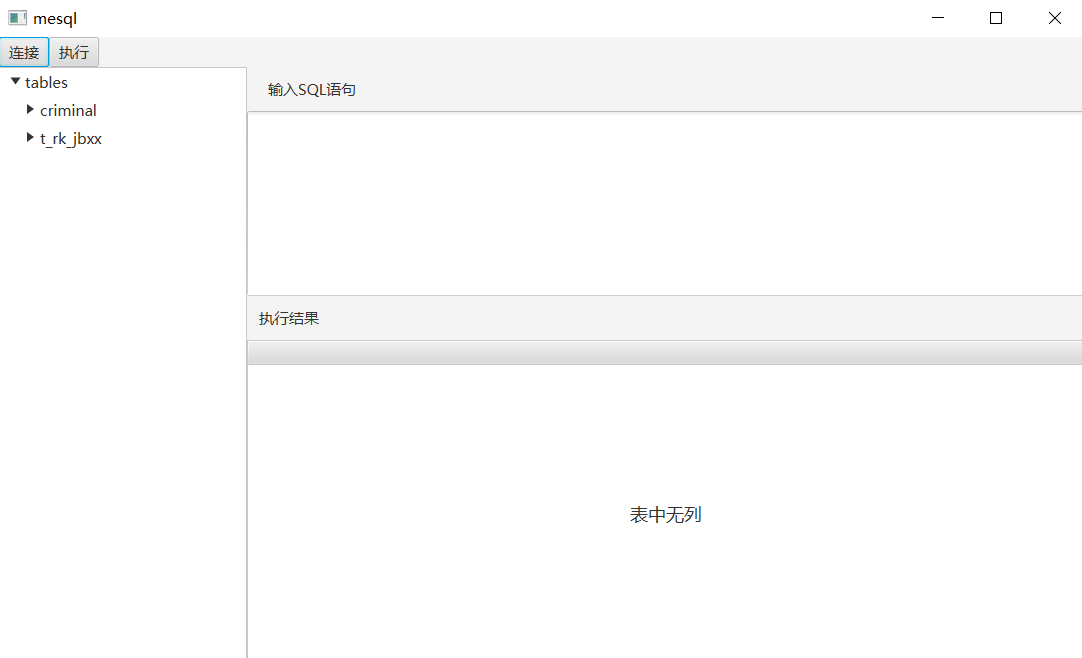 mesql
连接 执行
tables
criminal
t_rk_jbxx
输入SQL语句
执行结果
表中无列